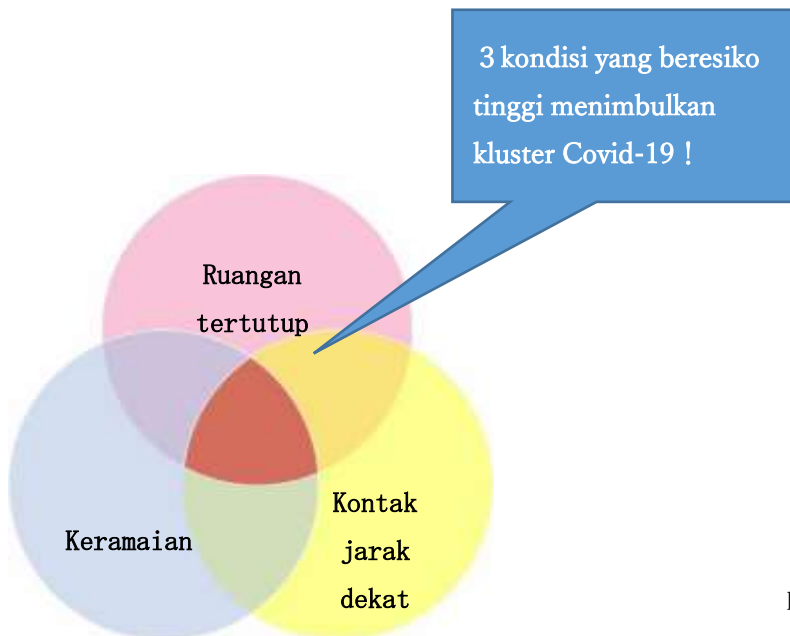 3 kondisi yang beresiko
tinggi menimbulkan
kluster Covid-19 !
Ruangan
tertutup
Keramaian
Kontak
jarak
dekat